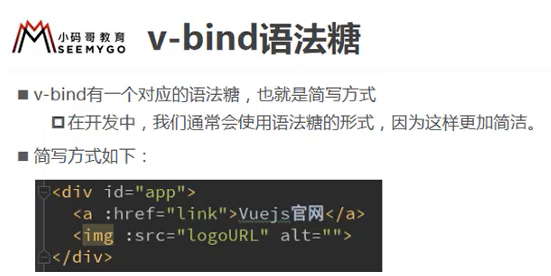 小码哥教育
SEEMYGO
v-bind语法糖
v-bind有一个对应的语法糖，也就是简写方式
在开发中，我们通常会使用语法糖的形式，因为这样更加简洁。
简写方式如下：
<div id="app">
<a :href="link">Vuejs官网</a>
<img :src="logoURL" alt="">
</div>